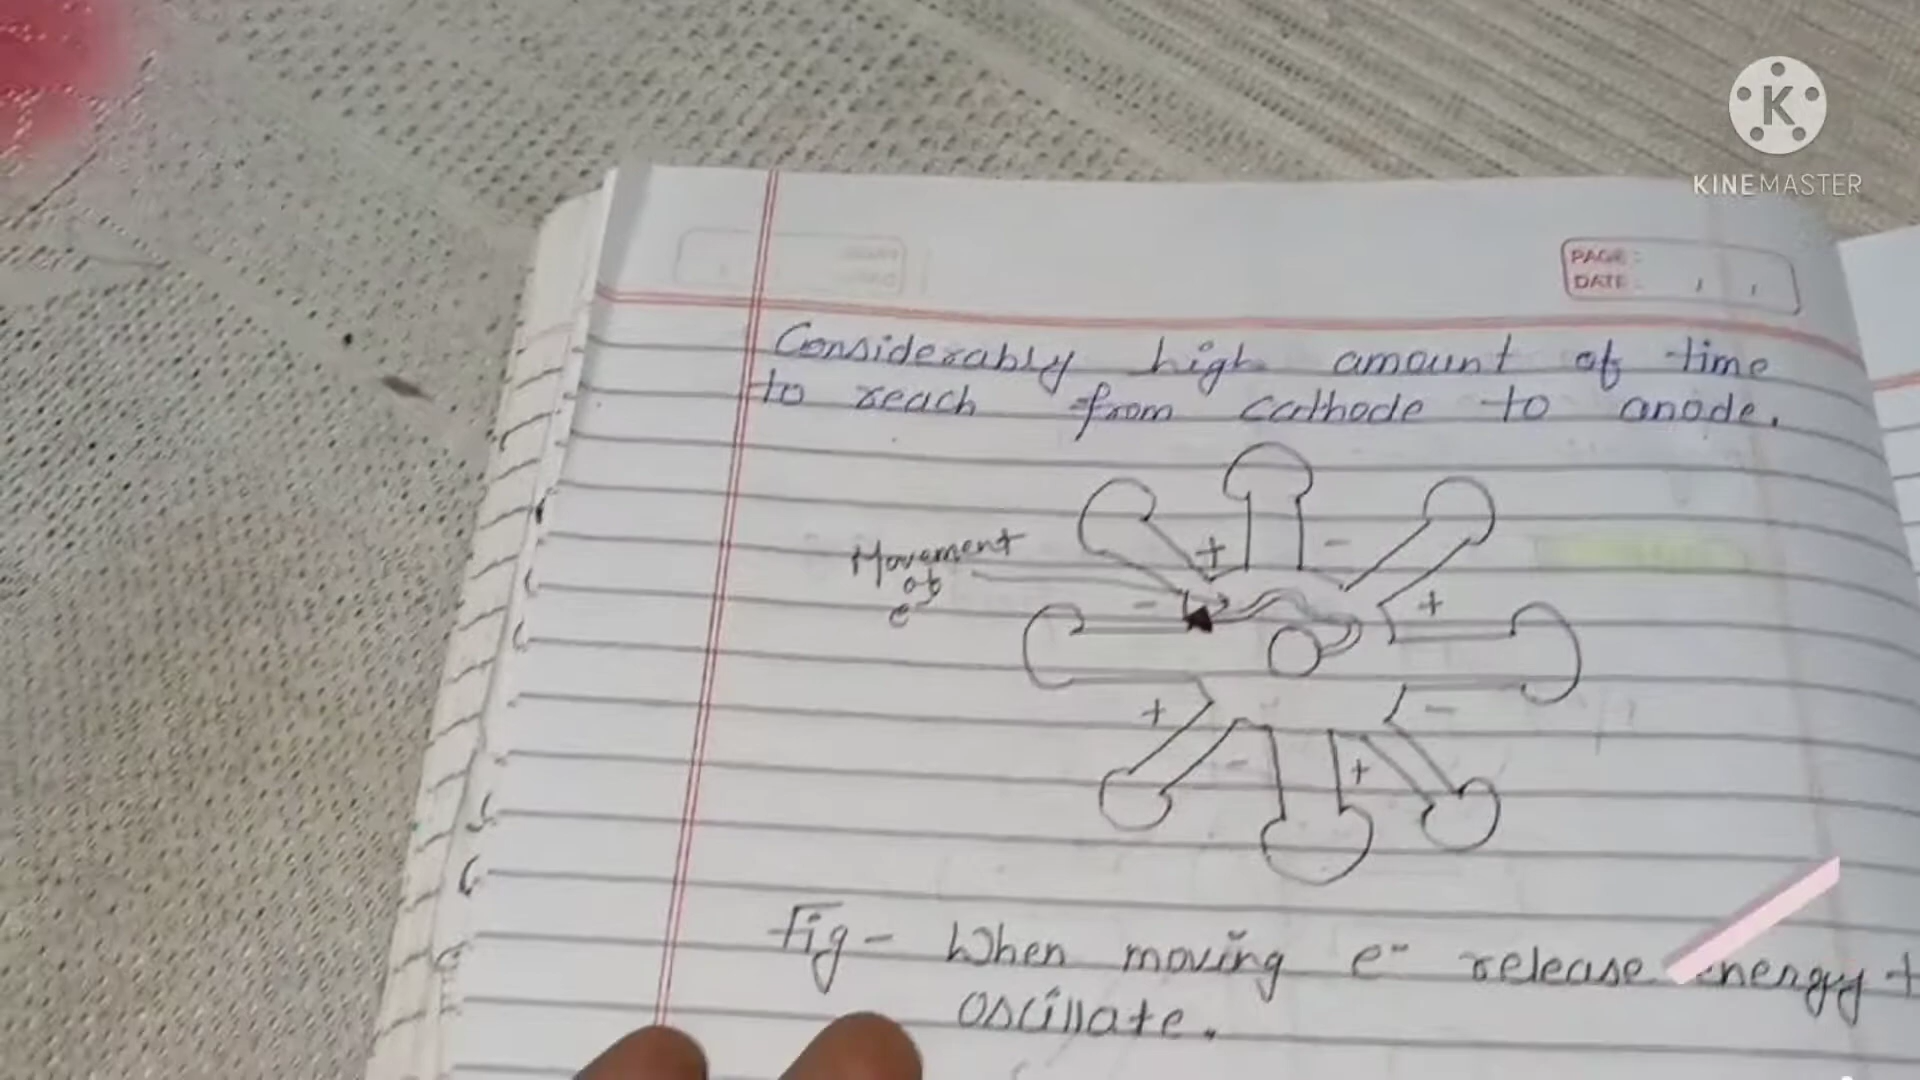 KINEMASTER
PAGE :
DATE :
Considerably high amount of time
to reach from cathode to anode.
Movement
of
e-
+
-
-
+
+
-
-
+
Fig - When moving e- release energy
oscillate.